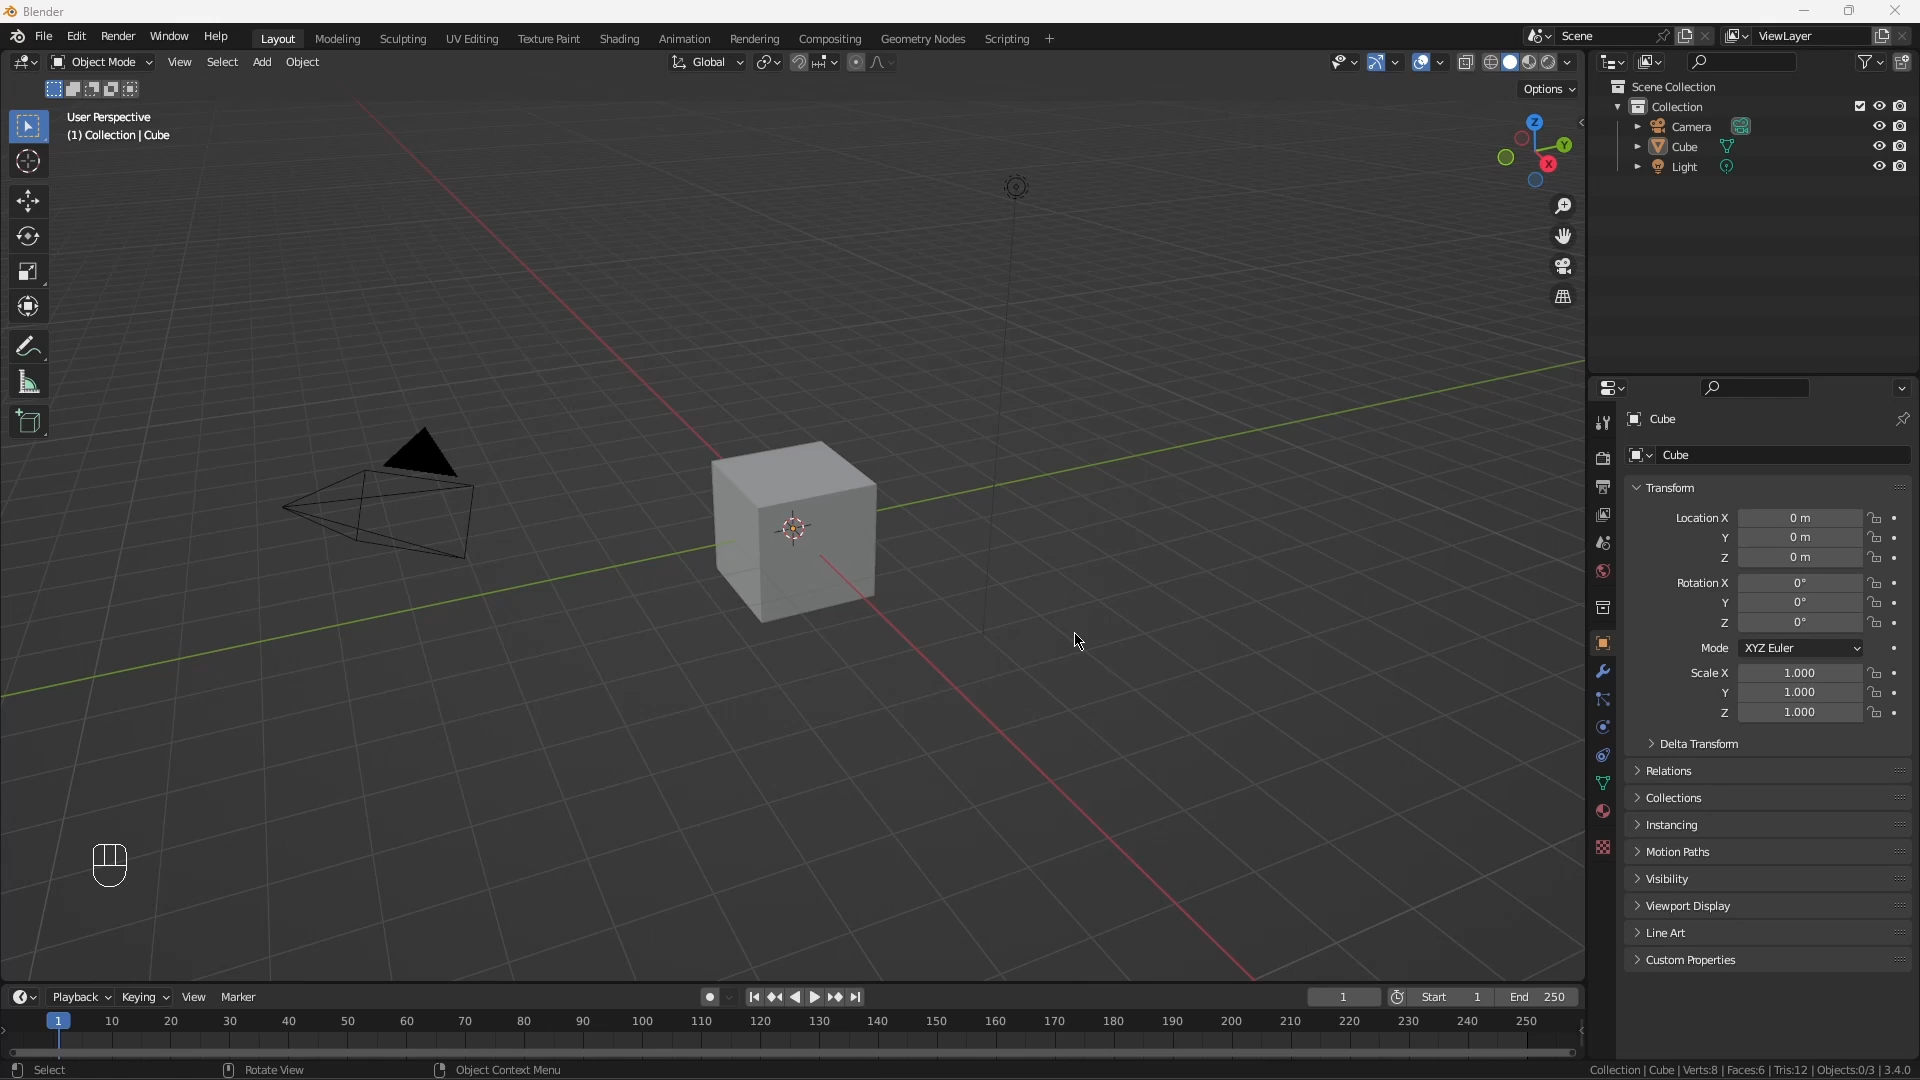 Blender
File Edit Render Window Help Layout Modeling Sculpting UV Editing Texture Paint Shading Animation Rendering Compositing Geometry Nodes Scripting + Scene ViewLayer
Object Mode View Select Add Object Global
Options
User Perspective
(1) Collection | Cube
Z
Y
X
Scene Collection
Collection
Camera
Cube
Light
Cube
Cube
Transform
Location X 0 m
Y 0 m
Z 0 m
Rotation X 0°
Y 0°
Z 0°
Mode XYZ Euler
Scale X 1.000
Y 1.000
Z 1.000
Delta Transform
Relations
Collections
Instancing
Motion Paths
Visibility
Viewport Display
Line Art
Custom Properties
Playback Keying View Marker 1 Start 1 End 250
1 10 20 30 40 50 60 70 80 90 100 110 120 130 140 150 160 170 180 190 200 210 220 230 240 250
Select Rotate View Object Context Menu Collection | Cube | Verts:8 | Faces:6 | Tris:12 | Objects:0/3 | 3.4.0